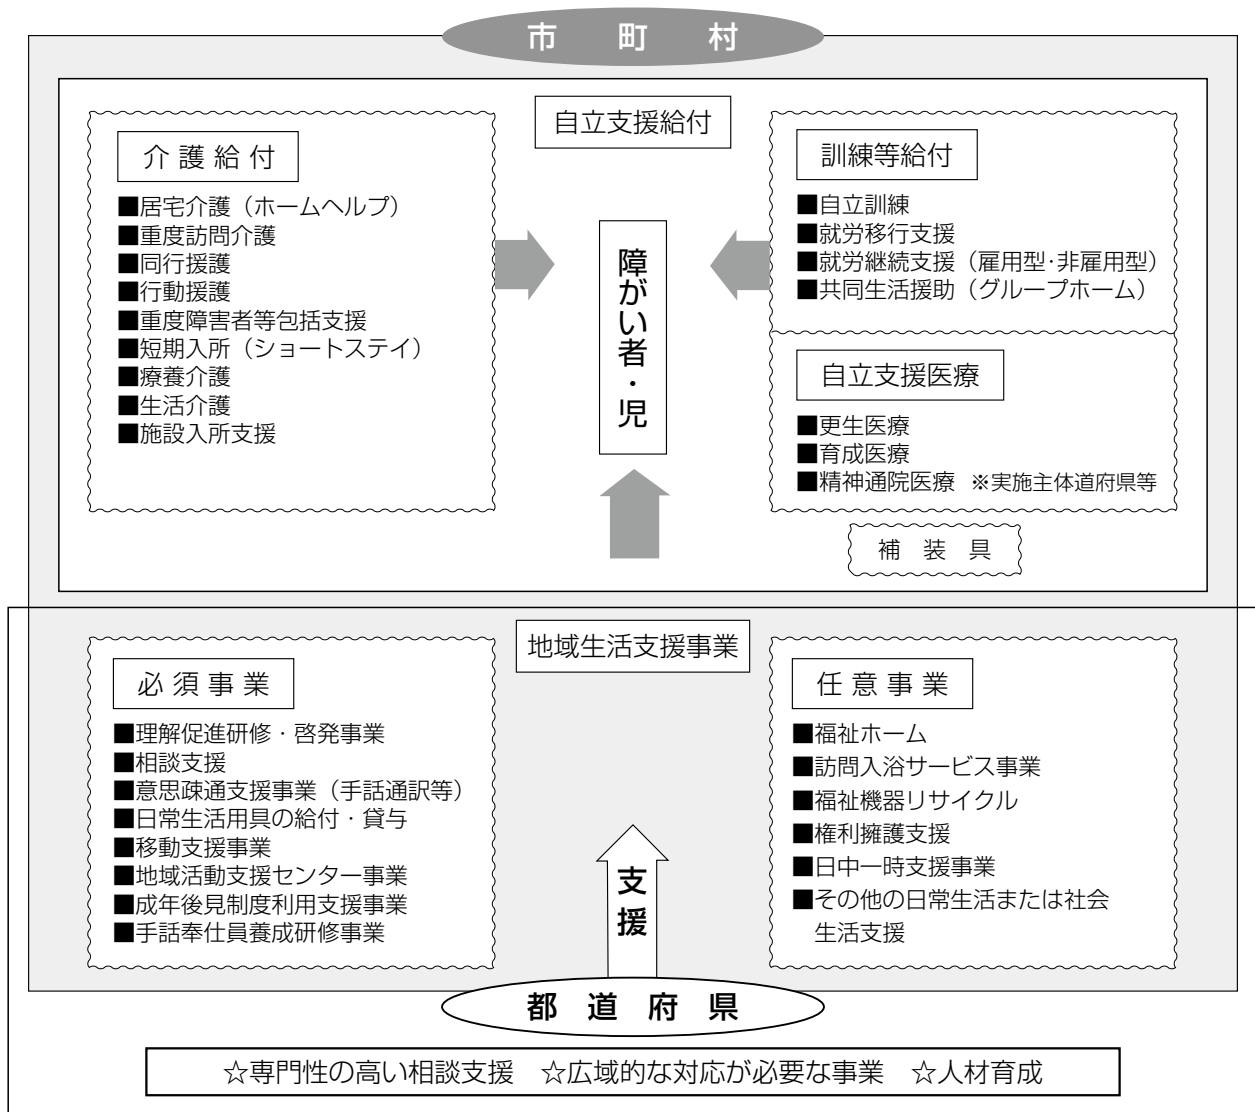 市 町 村
自立支援給付
介護給付
■居宅介護（ホームヘルプ）
■重度訪問介護
■同行援護
■行動援護
■重度障害者等包括支援
■短期入所（ショートステイ）
■療養介護
■生活介護
■施設入所支援
障がい者・児
訓練等給付
■自立訓練
■就労移行支援
■就労継続支援（雇用型・非雇用型）
■共同生活援助（グループホーム）
自立支援医療
■更生医療
■育成医療
■精神通院医療 ※実施主体道府県等
補 装 具
地域生活支援事業
必須事業
■理解促進研修・啓発事業
■相談支援
■意思疎通支援事業（手話通訳等）
■日常生活用具の給付・貸与
■移動支援事業
■地域活動支援センター事業
■成年後見制度利用支援事業
■手話奉仕員養成研修事業
任意事業
■福祉ホーム
■訪問入浴サービス事業
■福祉機器リサイクル
■権利擁護支援
■日中一時支援事業
■その他の日常生活または社会
生活支援
支援
都 道 府 県
☆専門性の高い相談支援 ☆広域的な対応が必要な事業 ☆人材育成